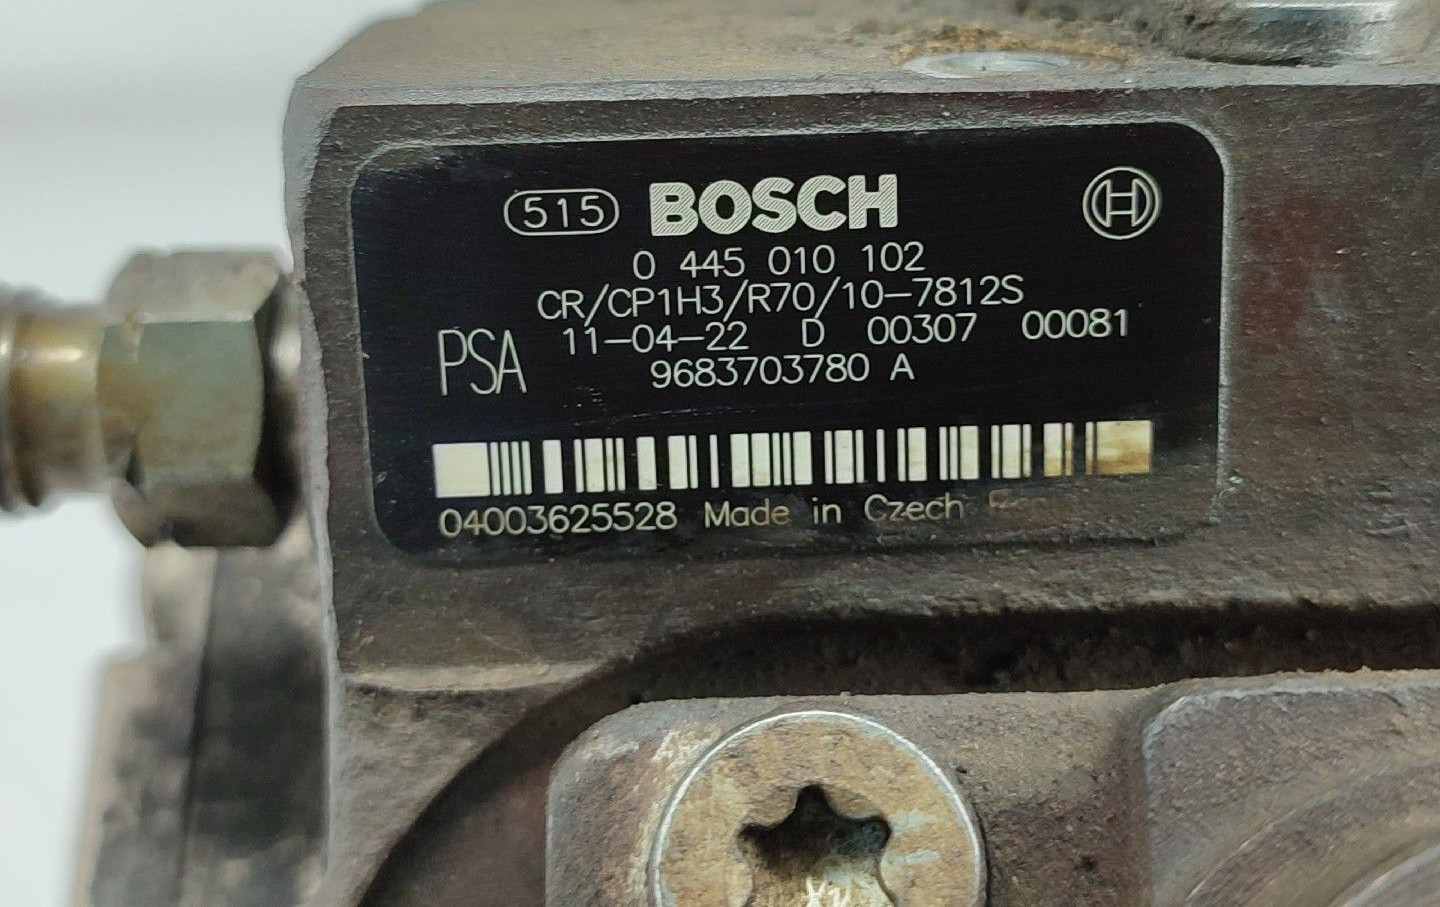 515 BOSCH
0 445 010 102
CR/CP1H3/R70/10-7812S
PSA 11-04-22 D 00307 00081
9683703780 A
04003625528 Made in Czech